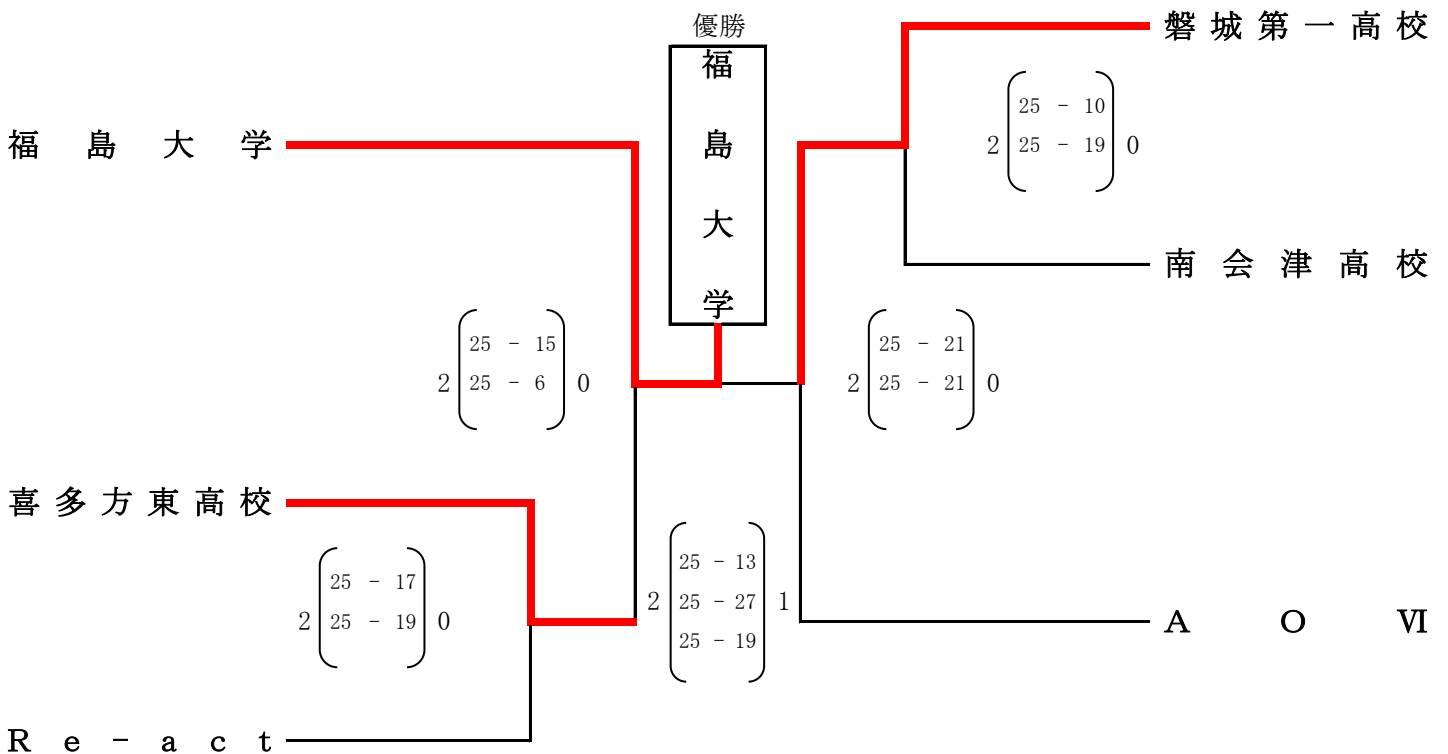 優勝
福島大学
磐城第一高校
25 - 10
2 25 - 19 0
福島大学
南会津高校
25 - 15
2 25 - 6 0
25 - 21
2 25 - 21 0
喜多方東高校
25 - 17
2 25 - 19 0
25 - 13
2 25 - 27 1
25 - 19
AOⅥ
Re-act